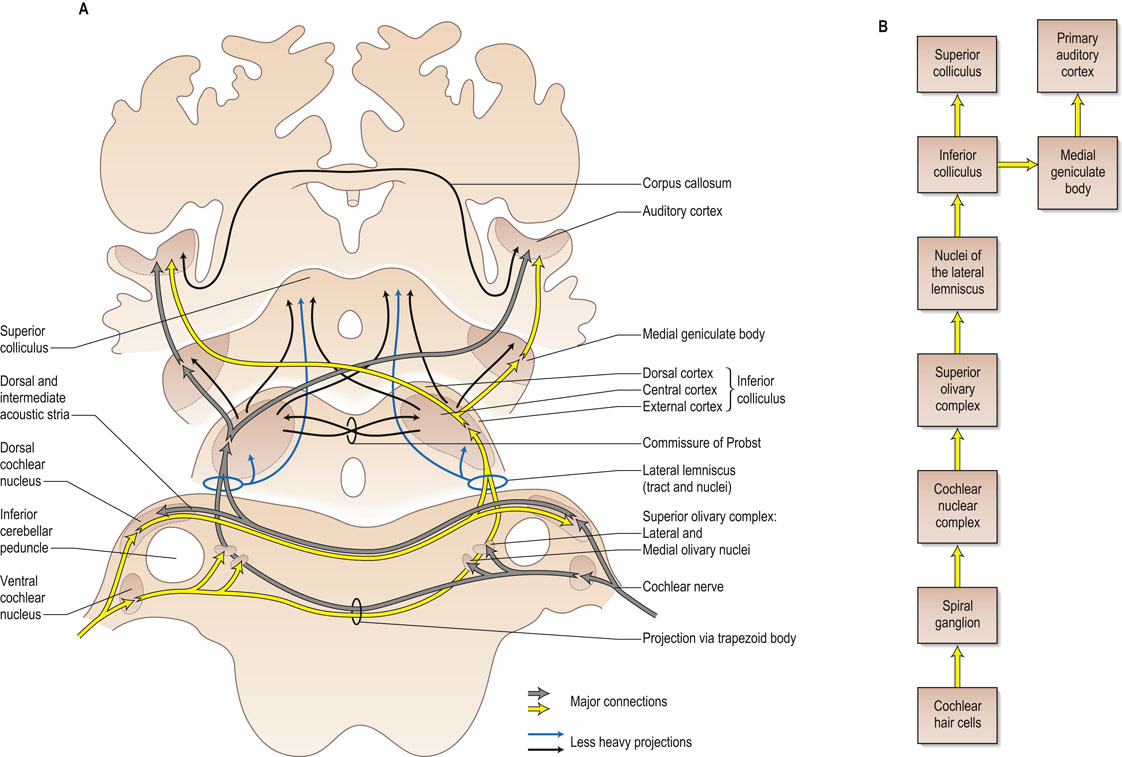 A
Corpus callosum
Auditory cortex
Superior
colliculus
Medial geniculate body
Dorsal and
intermediate
acoustic stria
Dorsal cortex
Central cortex
External cortex
Inferior
colliculus
Commissure of Probst
Dorsal
cochlear
nucleus
Lateral lemniscus
(tract and nuclei)
Inferior
cerebellar
peduncle
Superior olivary complex:
Lateral and
Medial olivary nuclei
Ventral
cochlear
nucleus
Cochlear nerve
Projection via trapezoid body
Major connections
Less heavy projections
B
Superior
colliculus
Primary
auditory
cortex
Inferior
colliculus
Medial
geniculate
body
Nuclei of
the lateral
lemniscus
Superior
olivary
complex
Cochlear
nuclear
complex
Spiral
ganglion
Cochlear
hair cells